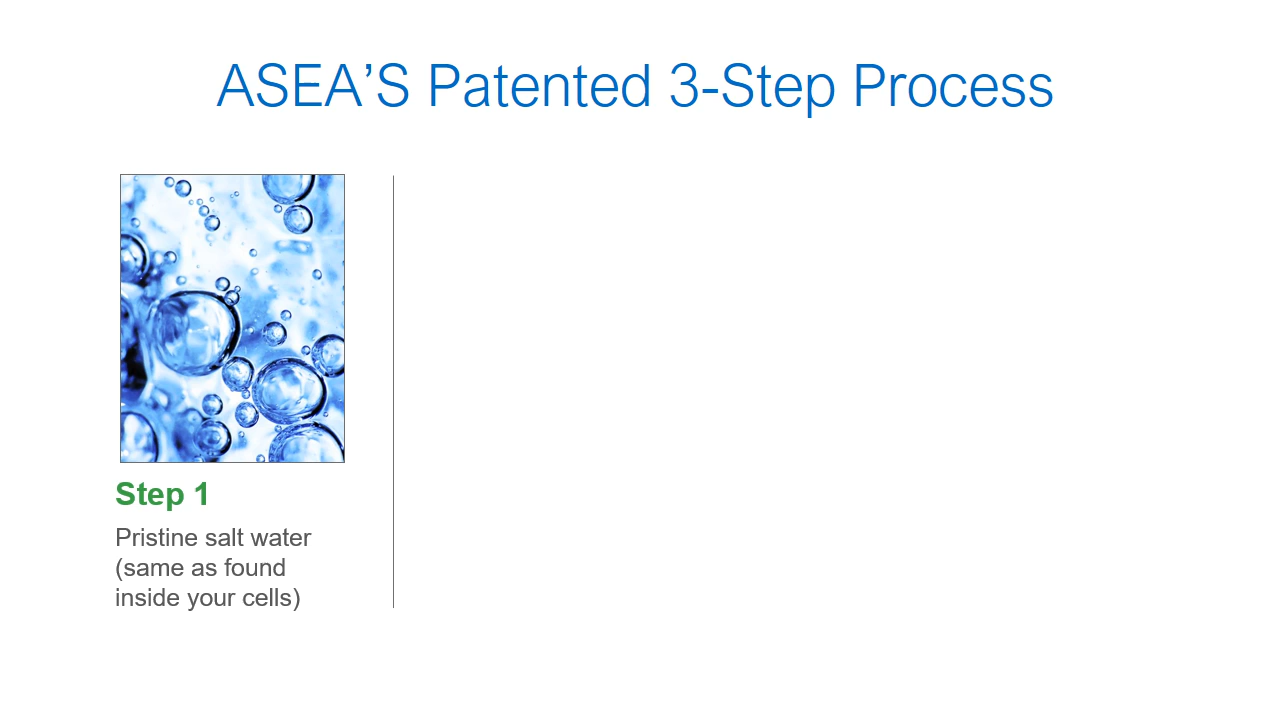 ASEA’S Patented 3-Step Process
Step 1
Pristine salt water
(same as found
inside your cells)